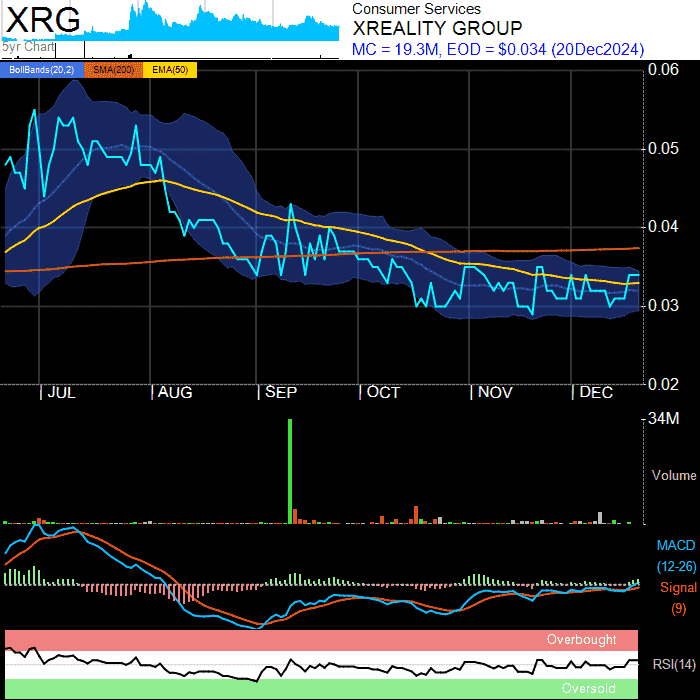 XRG
Consumer Services
XREALITY GROUP
MC = 19.3M, EOD = $0.034 (20Dec2024)
5yr Chart
BollBands(20,2) SMA(200) EMA(50)
0.06
0.05
0.04
0.03
0.02
JUL AUG SEP OCT NOV DEC
34M
Volume
MACD
(12-26)
Signal
(9)
Overbought
RSI(14)
Oversold